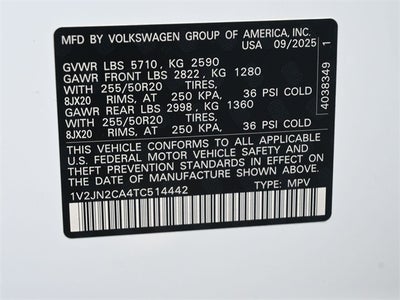 MFD BY VOLKSWAGEN GROUP OF AMERICA, INC.
USA 09/2025 1
GVWR LBS 5710, KG 2590
GAWR FRONT LBS 2822, KG 1280
WITH 255/50R20 TIRES,
8JX20 RIMS, AT 250 KPA, 36 PSI COLD
GAWR REAR LBS 2998, KG 1360
WITH 255/50R20 TIRES,
8JX20 RIMS, AT 250 KPA, 36 PSI COLD
4038349
THIS VEHICLE CONFORMS TO ALL APPLICABLE
U.S. FEDERAL MOTOR VEHICLE SAFETY AND
THEFT PREVENTION STANDARDS IN EFFECT ON
THE DATE OF MANUFACTURE SHOWN ABOVE.
1V2JN2CA4TC514442 TYPE: MPV